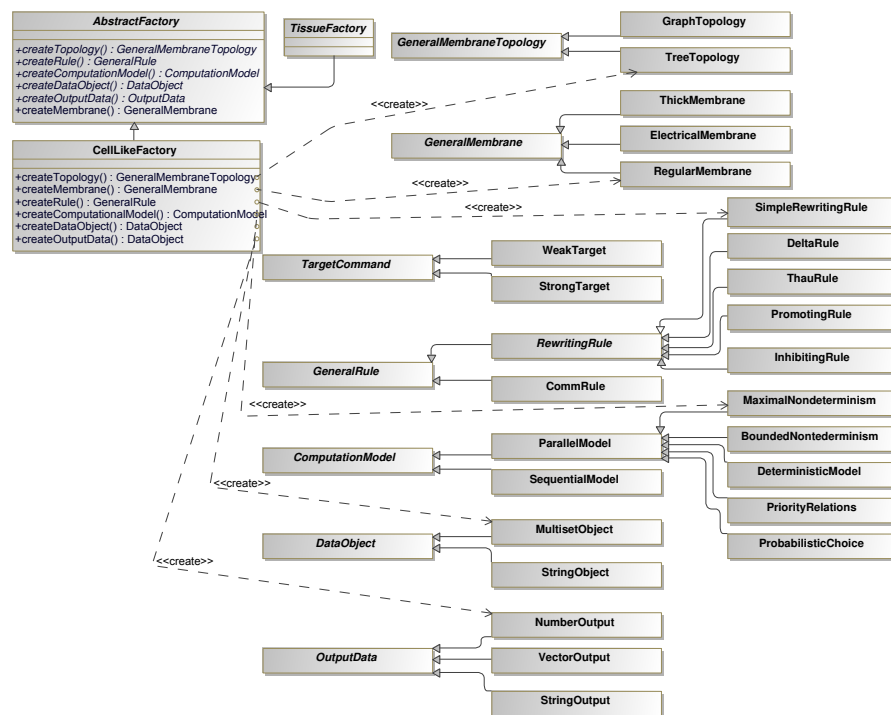 AbstractFactory
+createTopology() : GeneralMembraneTopology
+createRule() : GeneralRule
+createComputationModel() : ComputationModel
+createDataObject() : DataObject
+createOutputData() : OutputData
+createMembrane() : GeneralMembrane
TissueFactory
CellLikeFactory
+createTopology() : GeneralMembraneTopology
+createMembrane() : GeneralMembrane
+createRule() : GeneralRule
+createComputationalModel() : ComputationModel
+createDataObject() : DataObject
+createOutputData() : DataObject
GeneralMembraneTopology
GraphTopology
TreeTopology
<<create>>
GeneralMembrane
ThickMembrane
ElectricalMembrane
RegularMembrane
<<create>>
<<create>>
SimpleRewritingRule
DeltaRule
ThauRule
PromotingRule
InhibitingRule
TargetCommand
WeakTarget
StrongTarget
GeneralRule
RewritingRule
CommRule
<<create>>
MaximalNondeterminism
BoundedNontederminism
DeterministicModel
PriorityRelations
ProbabilisticChoice
ComputationModel
ParallelModel
SequentialModel
<<create>>
DataObject
MultisetObject
StringObject
<<create>>
OutputData
NumberOutput
VectorOutput
StringOutput